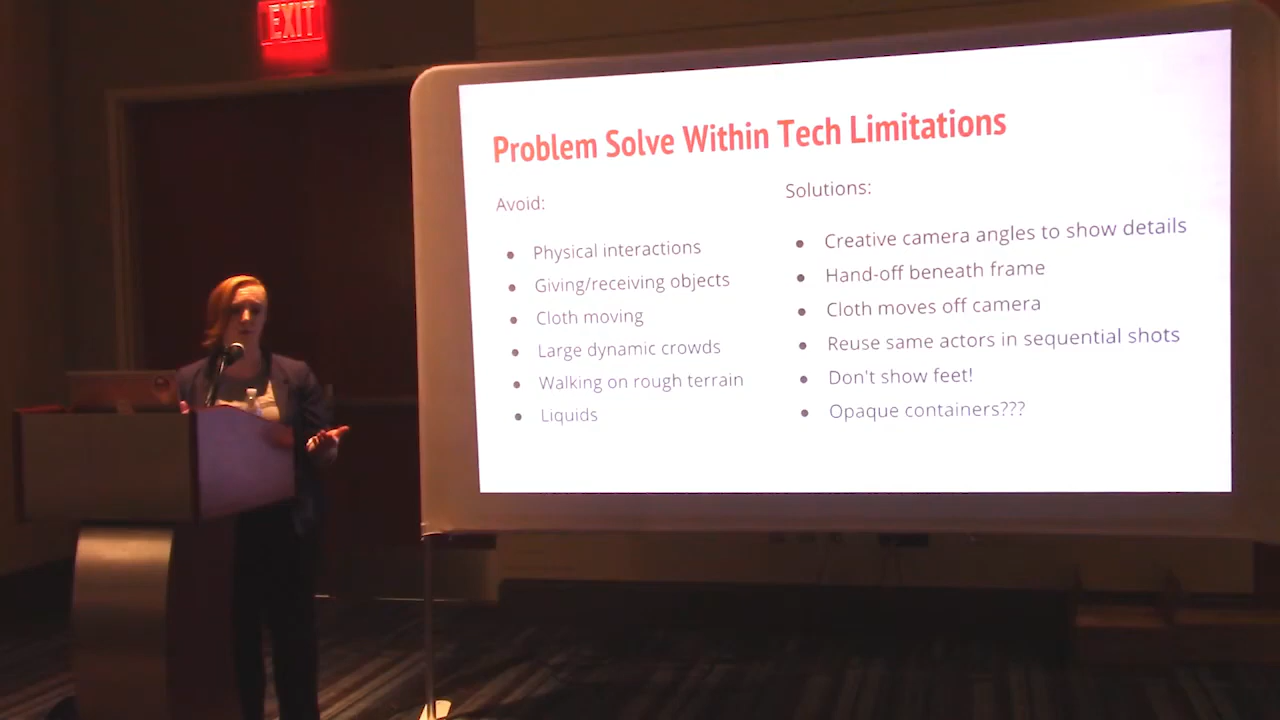 EXIT
Problem Solve Within Tech Limitations
Avoid:
• Physical interactions
• Giving/receiving objects
• Cloth moving
• Large dynamic crowds
• Walking on rough terrain
• Liquids
Solutions:
• Creative camera angles to show details
• Hand-off beneath frame
• Cloth moves off camera
• Reuse same actors in sequential shots
• Don't show feet!
• Opaque containers???